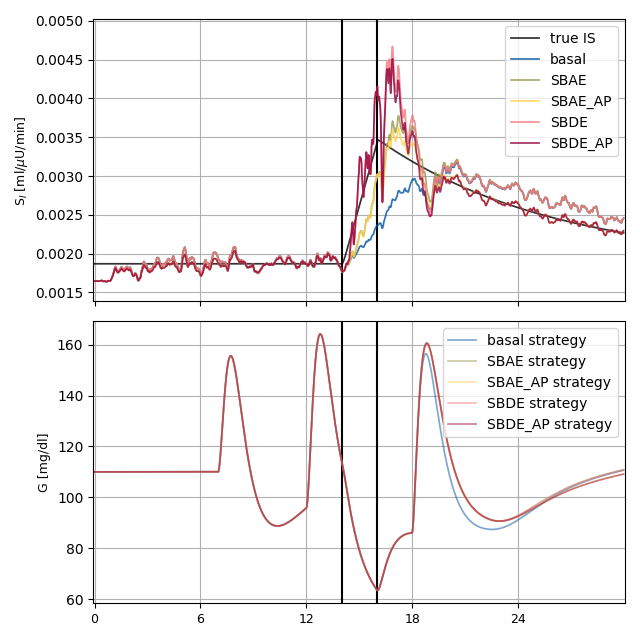 0.0050
0.0045
0.0040
0.0035
0.0030
0.0025
0.0020
0.0015
S_I [ml/μU/min]
true IS
basal
SBAE
SBAE_AP
SBDE
SBDE_AP
160
140
120
100
80
60
G [mg/dl]
basal strategy
SBAE strategy
SBAE_AP strategy
SBDE strategy
SBDE_AP strategy
0 6 12 18 24